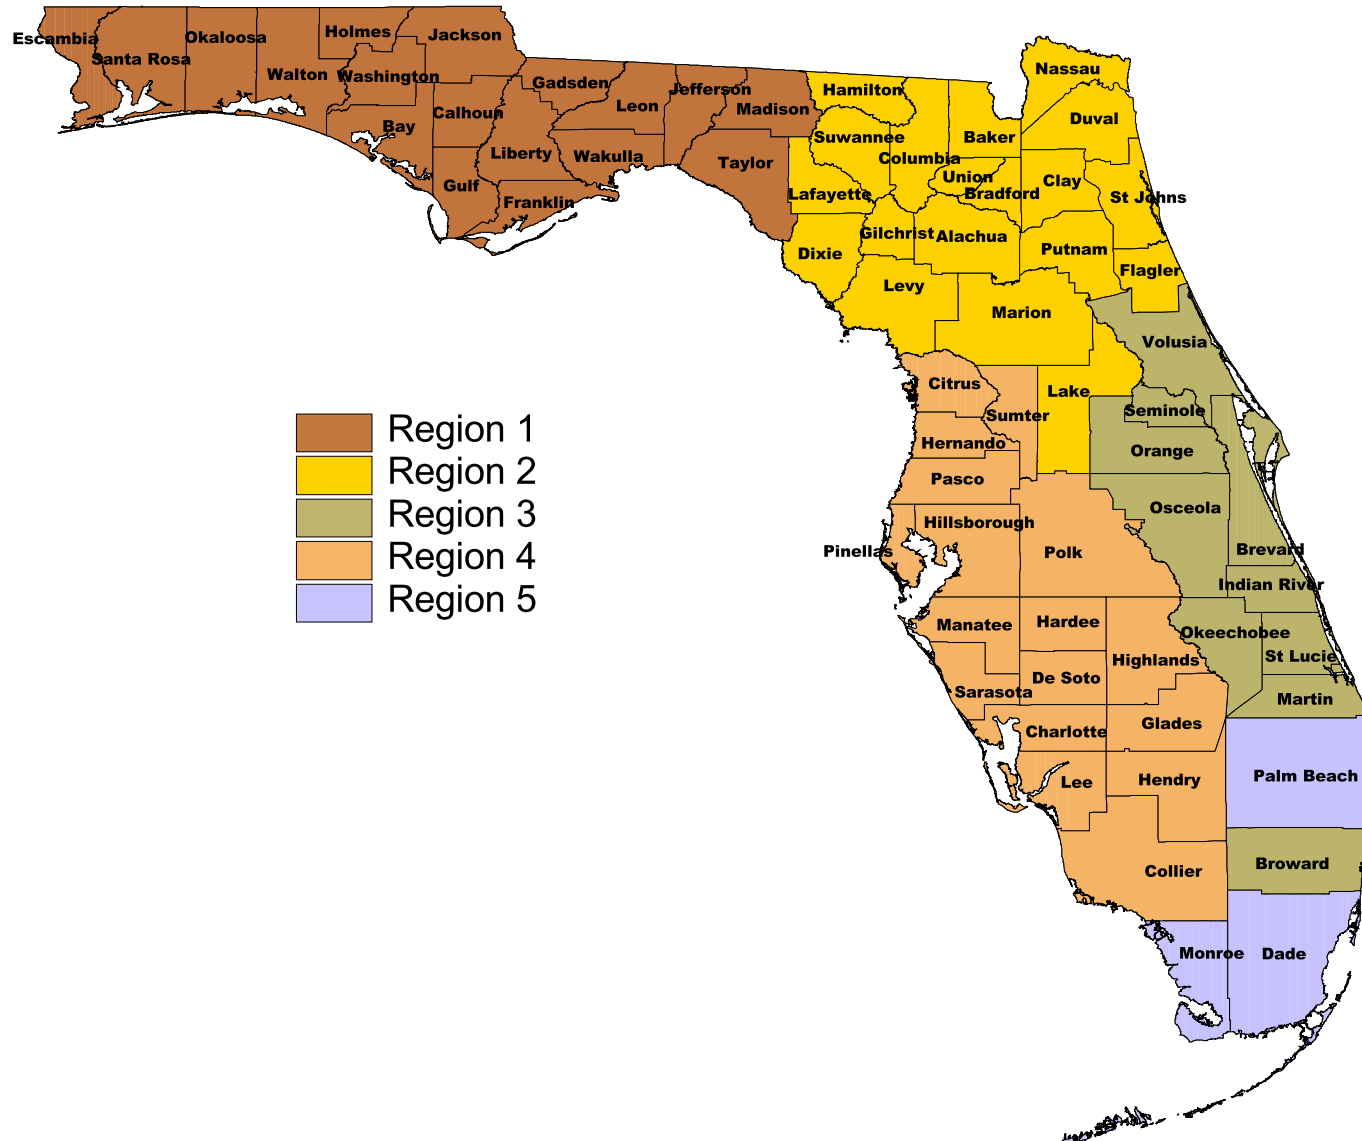 Escambia
Santa Rosa
Okaloosa
Walton
Holmes
Washington
Jackson
Bay
Calhoun
Gulf
Liberty
Gadsden
Franklin
Leon
Wakulla
Jefferson
Madison
Taylor
Hamilton
Suwannee
Lafayette
Columbia
Baker
Nassau
Duval
Union
Bradford
Clay
St Johns
Dixie
Gilchrist
Alachua
Putnam
Flagler
Levy
Marion
Volusia
Citrus
Sumter
Lake
Seminole
Hernando
Orange
Pasco
Osceola
Hillsborough
Pinellas
Polk
Brevard
Indian River
Manatee
Hardee
Highlands
Okeechobee
St Lucie
Sarasota
De Soto
Martin
Charlotte
Glades
Lee
Hendry
Palm Beach
Collier
Broward
Monroe
Dade
Region 1
Region 2
Region 3
Region 4
Region 5